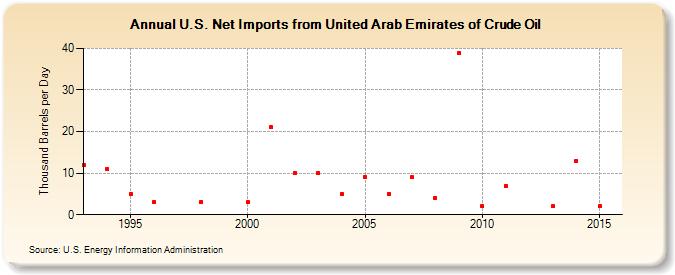 Annual U.S. Net Imports from United Arab Emirates of Crude Oil
Thousand Barrels per Day
40
30
20
10
0
1995 2000 2005 2010 2015
Source: U.S. Energy Information Administration